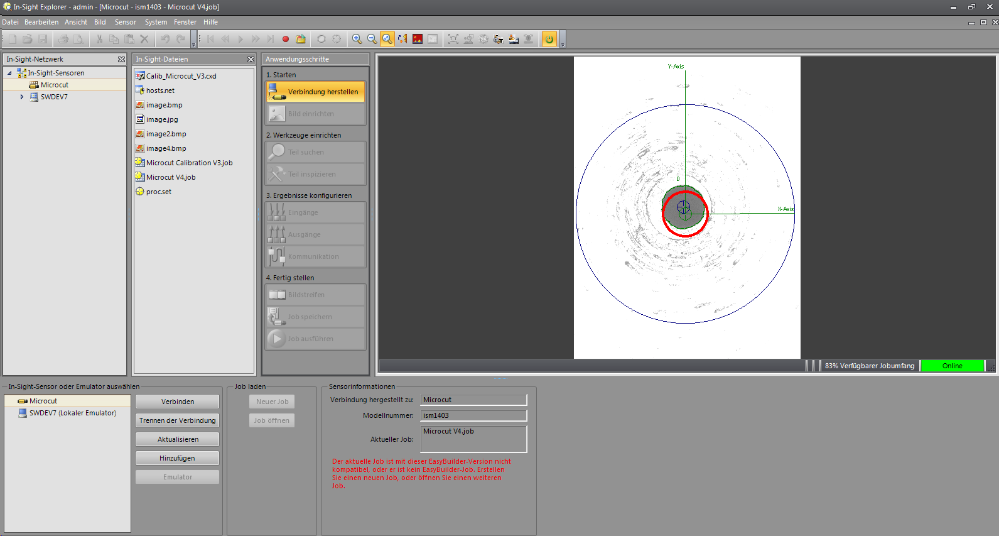 In-Sight Explorer - admin - [Microcut - ism1403 - Microcut V4.job]
Datei Bearbeiten Ansicht Bild Sensor System Fenster Hilfe
In-Sight-Netzwerk
In-Sight-Sensoren
Microcut
SWDEV7
In-Sight-Dateien
Calib_Microcut_V3.cxd
hosts.net
image.bmp
image.jpg
image2.bmp
image4.bmp
Microcut Calibration V3.job
Microcut V4.job
proc.set
Anwendungsschritte
1. Starten
Verbindung herstellen
Bild einrichten
2. Werkzeuge einrichten
Teil suchen
Teil inspizieren
3. Ergebnisse konfigurieren
Eingänge
Ausgänge
Kommunikation
4. Fertig stellen
Bildstreifen
Job speichern
Job ausführen
Y-Axis
0
X-Axis
83% Verfügbarer Jobumfang
Online
In-Sight-Sensor oder Emulator auswählen
Microcut
SWDEV7 (Lokaler Emulator)
Verbinden
Trennen der Verbindung
Aktualisieren
Hinzufügen
Emulator
Job laden
Neuer Job
Job öffnen
Sensorinformationen
Verbindung hergestellt zu: Microcut
Modellnummer: ism1403
Aktueller Job: Microcut V4.job
Der aktuelle Job ist mit dieser EasyBuilder-Version nicht
kompatibel, oder er ist kein EasyBuilder-Job. Erstellen
Sie einen neuen Job, oder öffnen Sie einen weiteren
Job.